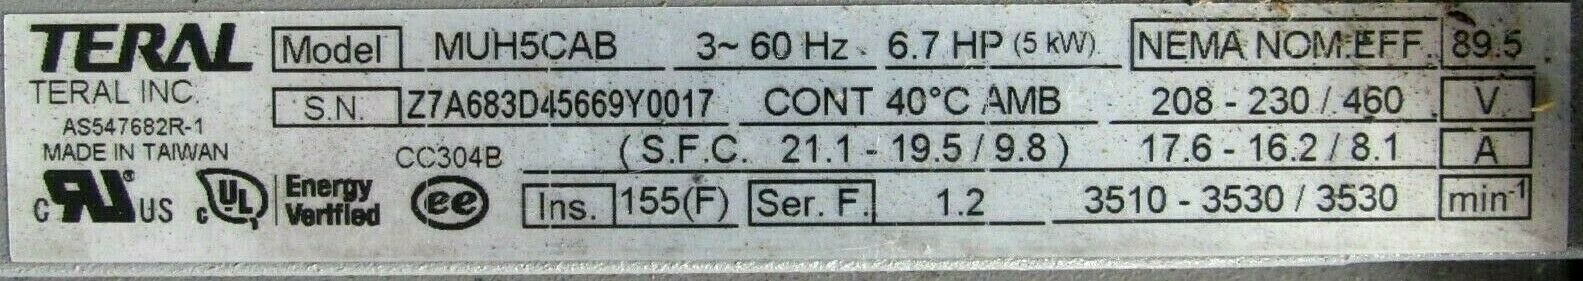 TERAL Model MUH5CAB 3~ 60 Hz 6.7 HP (5 kW) NEMA NOM.EFF. 89.5
TERAL INC. S.N. Z7A683D45669Y0017 CONT 40°C AMB 208 - 230 / 460 V
AS547682R-1
MADE IN TAIWAN CC304B (S.F.C. 21.1 - 19.5 / 9.8) 17.6 - 16.2 / 8.1 A
c RU ® US c UL Energy Verified ee Ins. 155(F) Ser. F. 1.2 3510 - 3530 / 3530 min⁻¹